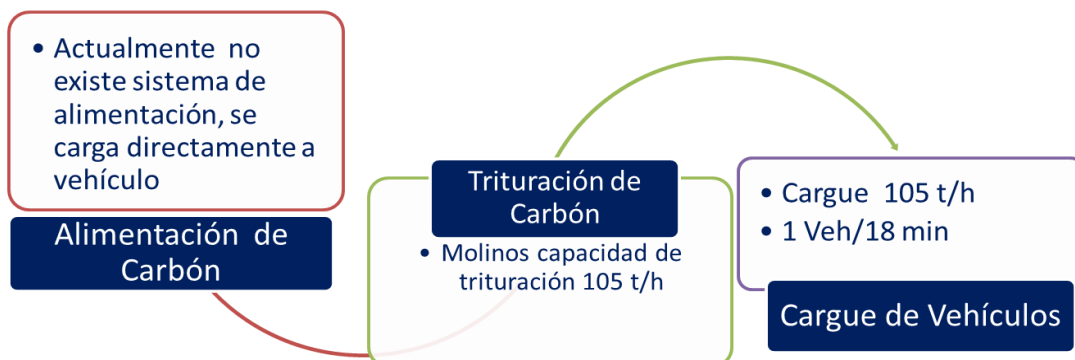 • Actualmente no
existe sistema de
alimentación, se
carga directamente a
vehículo
Alimentación de
Carbón
Trituración de
Carbón
• Molinos capacidad de
trituración 105 t/h
• Cargue 105 t/h
• 1 Veh/18 min
Cargue de Vehículos